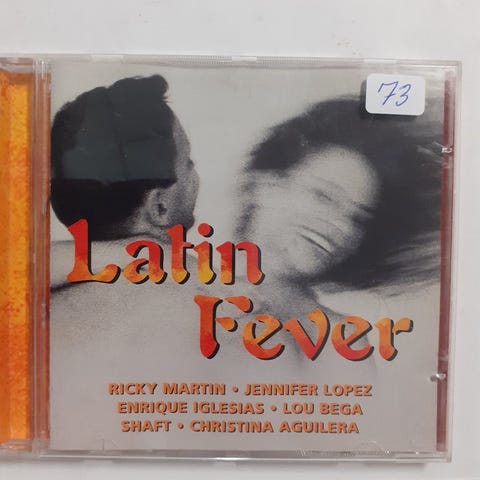 73
Latin
Fever
RICKY MARTIN • JENNIFER LOPEZ
ENRIQUE IGLESIAS • LOU BEGA
SHAFT • CHRISTINA AGUILERA